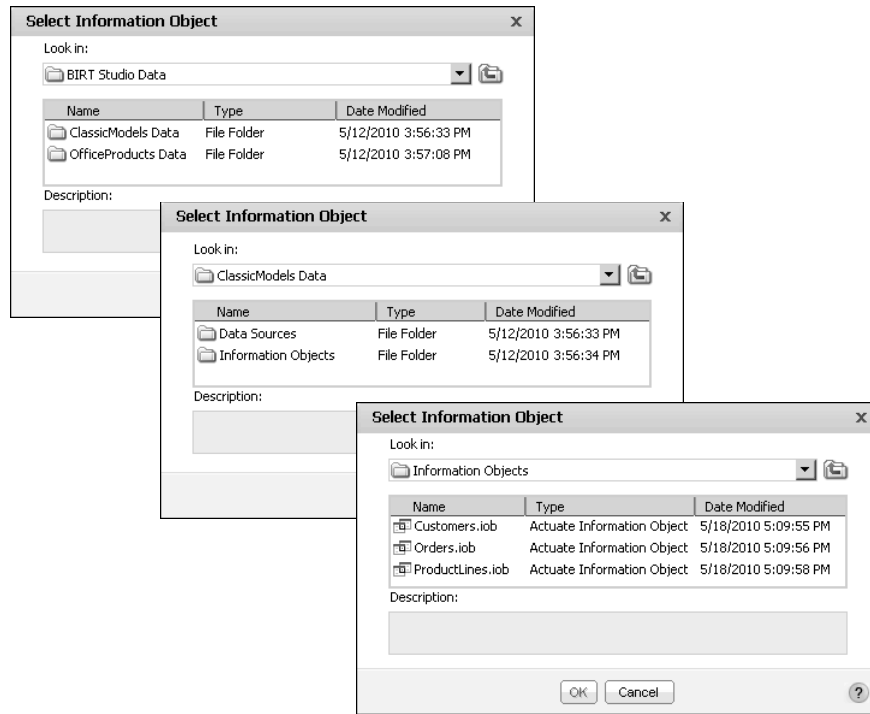 Select Information Object x
Look in:
BIRT Studio Data
Name Type Date Modified
ClassicModels Data File Folder 5/12/2010 3:56:33 PM
OfficeProducts Data File Folder 5/12/2010 3:57:08 PM
Description:
Select Information Object x
Look in:
ClassicModels Data
Name Type Date Modified
Data Sources File Folder 5/12/2010 3:56:33 PM
Information Objects File Folder 5/12/2010 3:56:34 PM
Description:
Select Information Object x
Look in:
Information Objects
Name Type Date Modified
Customers.iob Actuate Information Object 5/18/2010 5:09:55 PM
Orders.iob Actuate Information Object 5/18/2010 5:09:56 PM
ProductLines.iob Actuate Information Object 5/18/2010 5:09:58 PM
Description:
OK Cancel ?